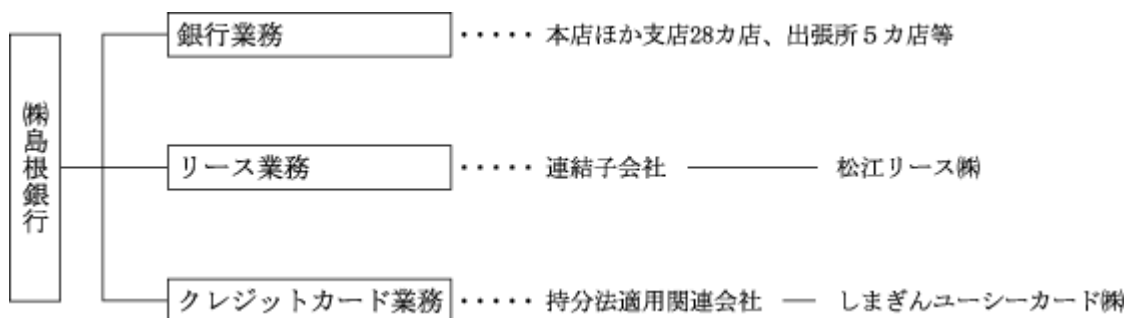 ㈱島根銀行
銀行業務 ····· 本店ほか支店28カ店、出張所５カ店等
リース業務 ····· 連結子会社 松江リース㈱
クレジットカード業務 ····· 持分法適用関連会社 しまぎんユーシーカード㈱